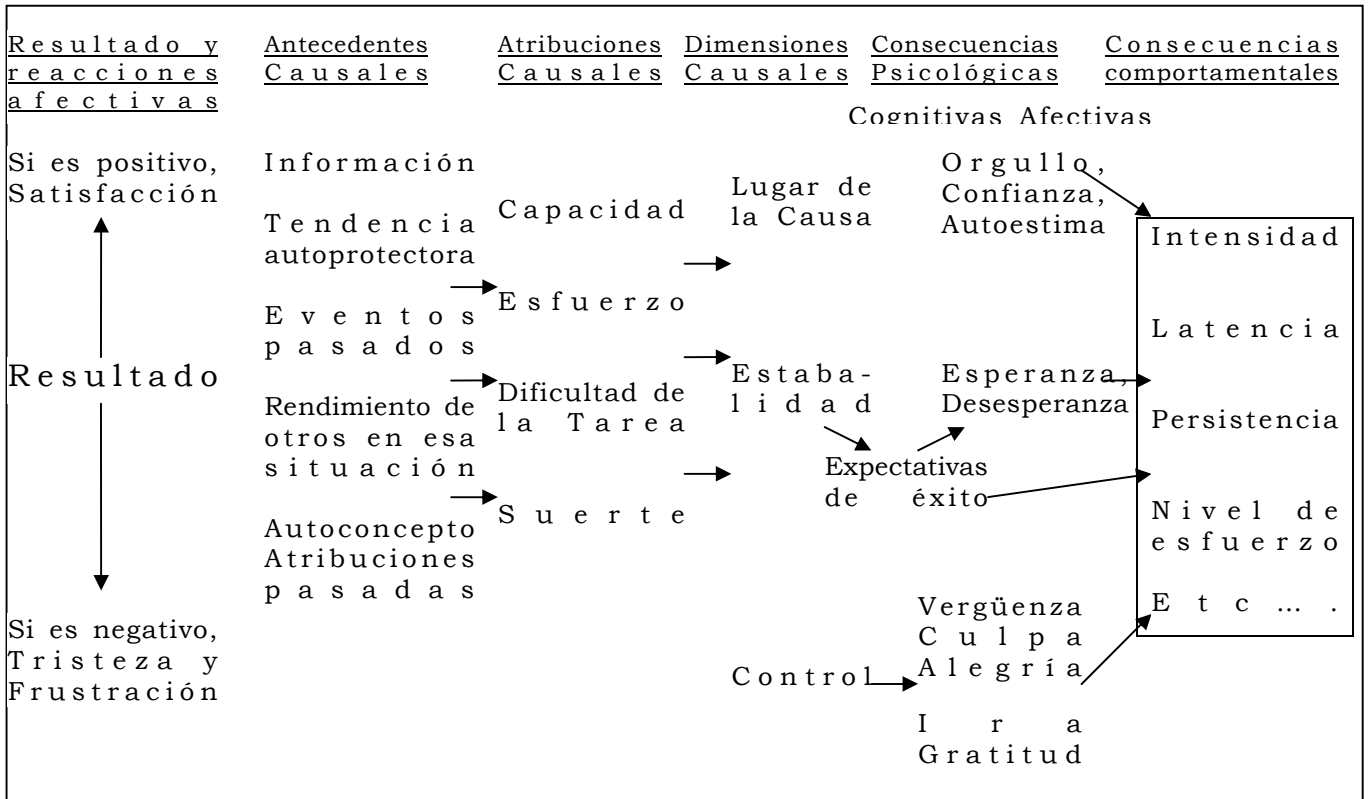 Resultado y
reacciones
afectivas
Antecedentes
Causales
Atribuciones
Causales
Dimensiones
Causales
Consecuencias
Psicológicas
Consecuencias
comportamentales
Cognitivas Afectivas
Si es positivo,
Satisfacción
Resultado
Si es negativo,
Tristeza y
Frustración
Información
Tendencia
autoprotectora
Eventos
pasados
Rendimiento de
otros en esa
situación
Autoconcepto
Atribuciones
pasadas
Capacidad
Esfuerzo
Dificultad de
la Tarea
Suerte
Lugar de
la Causa
Estaba-
lidad
Control
Expectativas
de éxito
Orgullo,
Confianza,
Autoestima
Esperanza,
Desesperanza
Vergüenza
Culpa
Alegría
Ira
Gratitud
Intensidad
Latencia
Persistencia
Nivel de
esfuerzo
Etc….